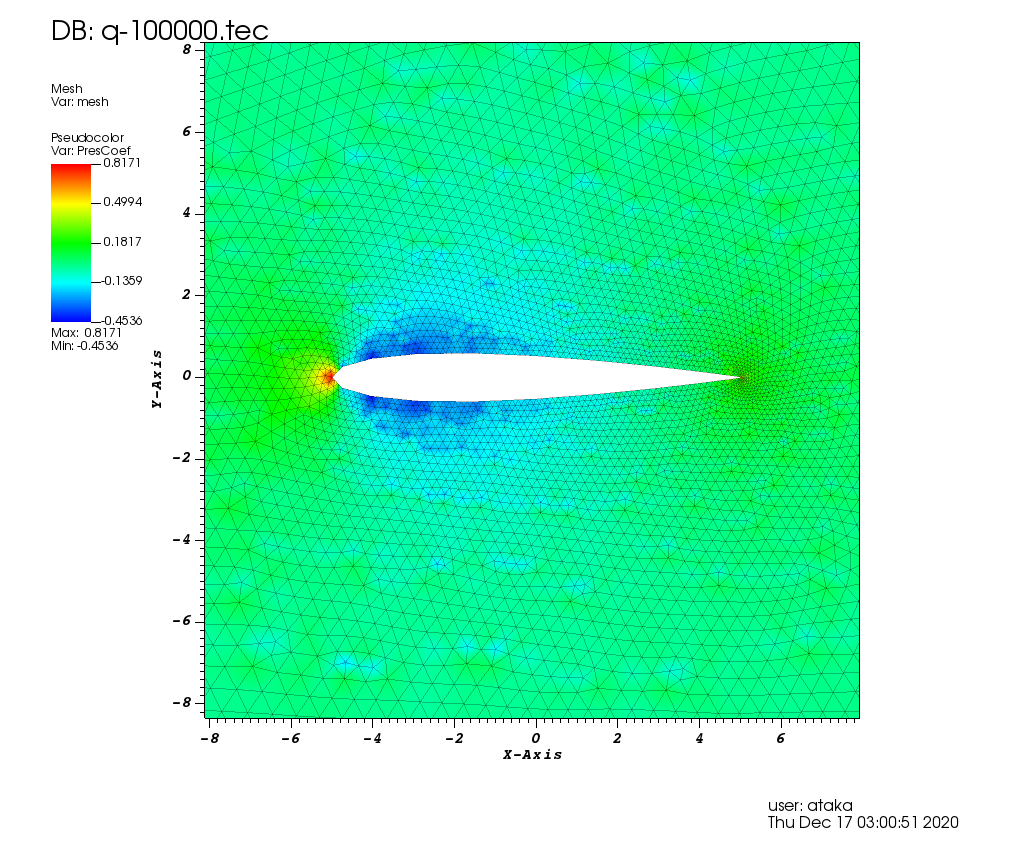 DB: q-100000.tec
Mesh
Var: mesh
Pseudocolor
Var: PresCoef
0.8171
0.4994
0.1817
-0.1359
-0.4536
Max: 0.8171
Min: -0.4536
8
6
4
2
0
-2
-4
-6
-8
Y-Axis
-8 -6 -4 -2 0 2 4 6
X-Axis
user: ataka
Thu Dec 17 03:00:51 2020